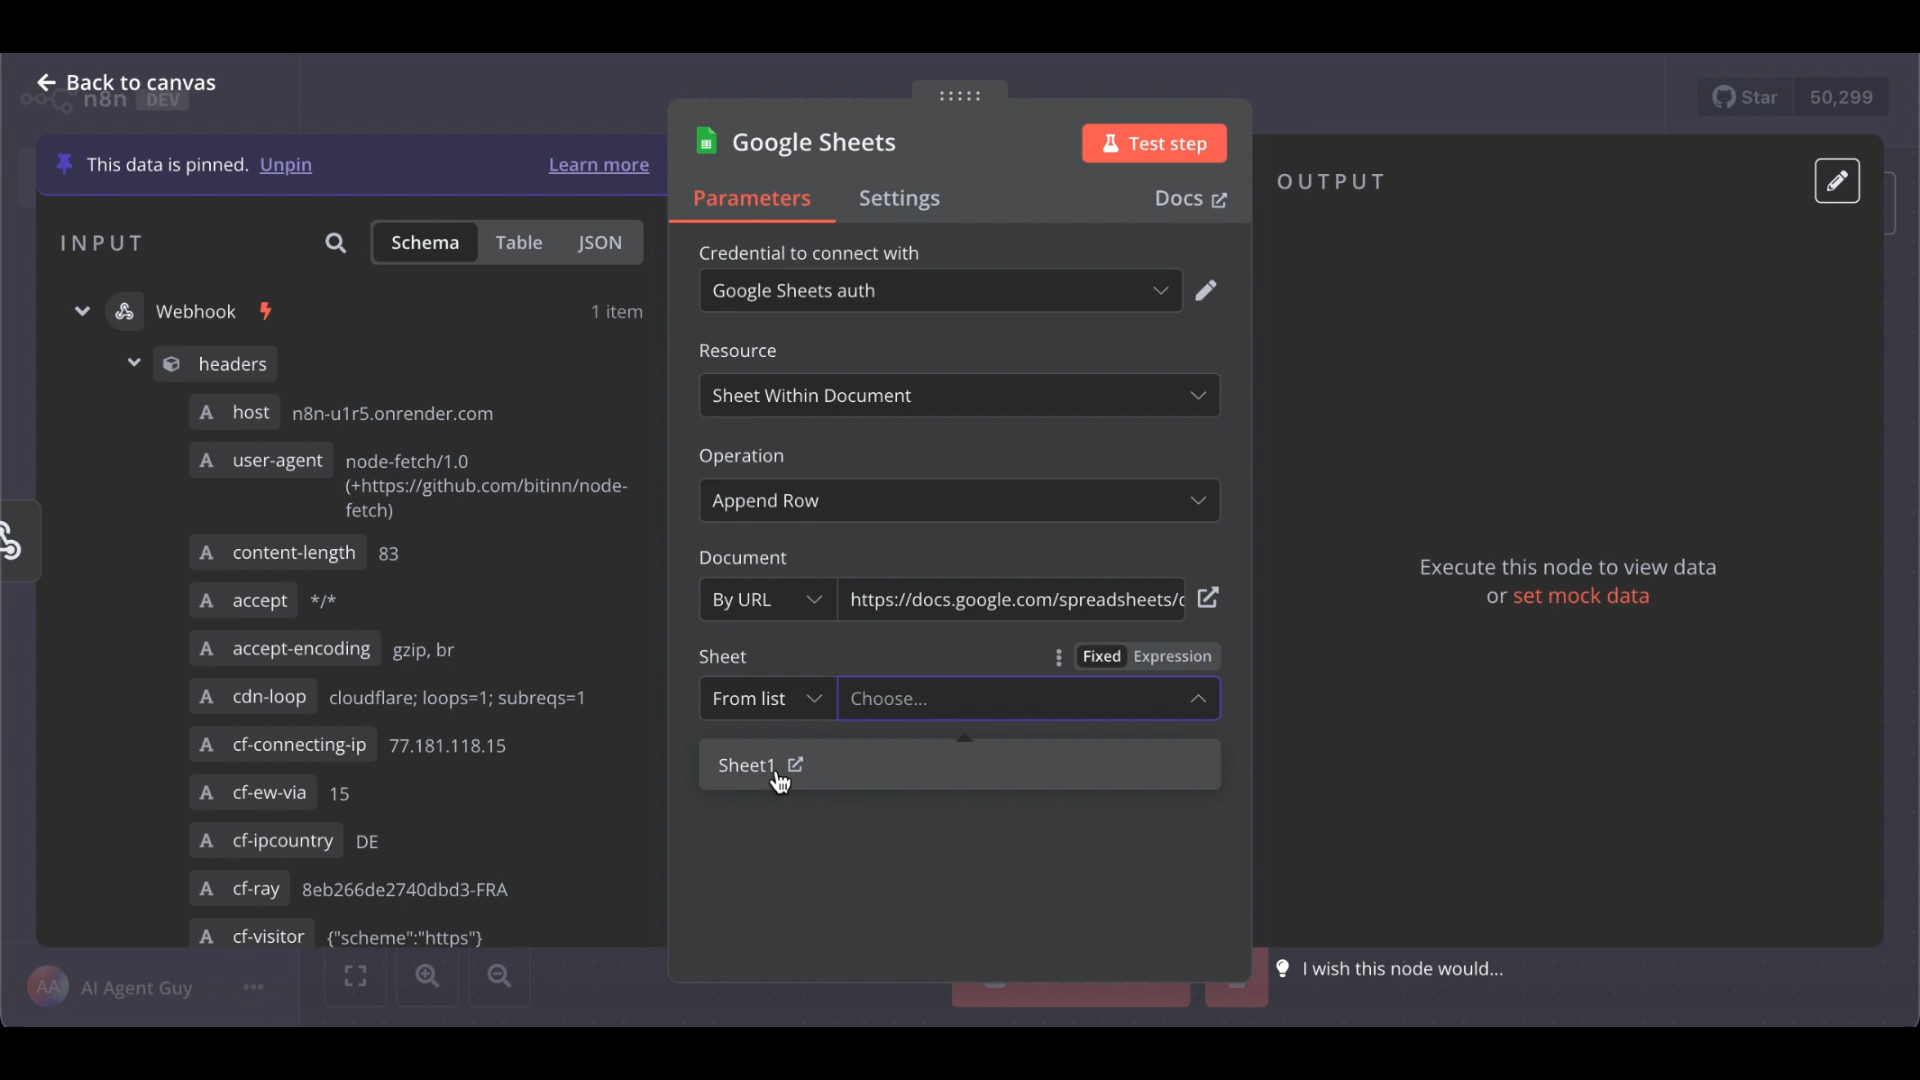 Back to canvas
n8n DEV
Star 50,299
This data is pinned. Unpin Learn more
INPUT
Schema Table JSON
Webhook 1 item
headers
A host n8n-u1r5.onrender.com
A user-agent node-fetch/1.0
(+https://github.com/bitinn/node-
fetch)
A content-length 83
A accept */*
A accept-encoding gzip, br
A cdn-loop cloudflare; loops=1; subreqs=1
A cf-connecting-ip 77.181.118.15
A cf-ew-via 15
A cf-ipcountry DE
A cf-ray 8eb266de2740dbd3-FRA
A cf-visitor {"scheme":"https"}
AA AI Agent Guy
Google Sheets Test step
Parameters Settings Docs
Credential to connect with
Google Sheets auth
Resource
Sheet Within Document
Operation
Append Row
Document
By URL https://docs.google.com/spreadsheets/
Sheet Fixed Expression
From list Choose...
Sheet1
OUTPUT
Execute this node to view data
or set mock data
I wish this node would...